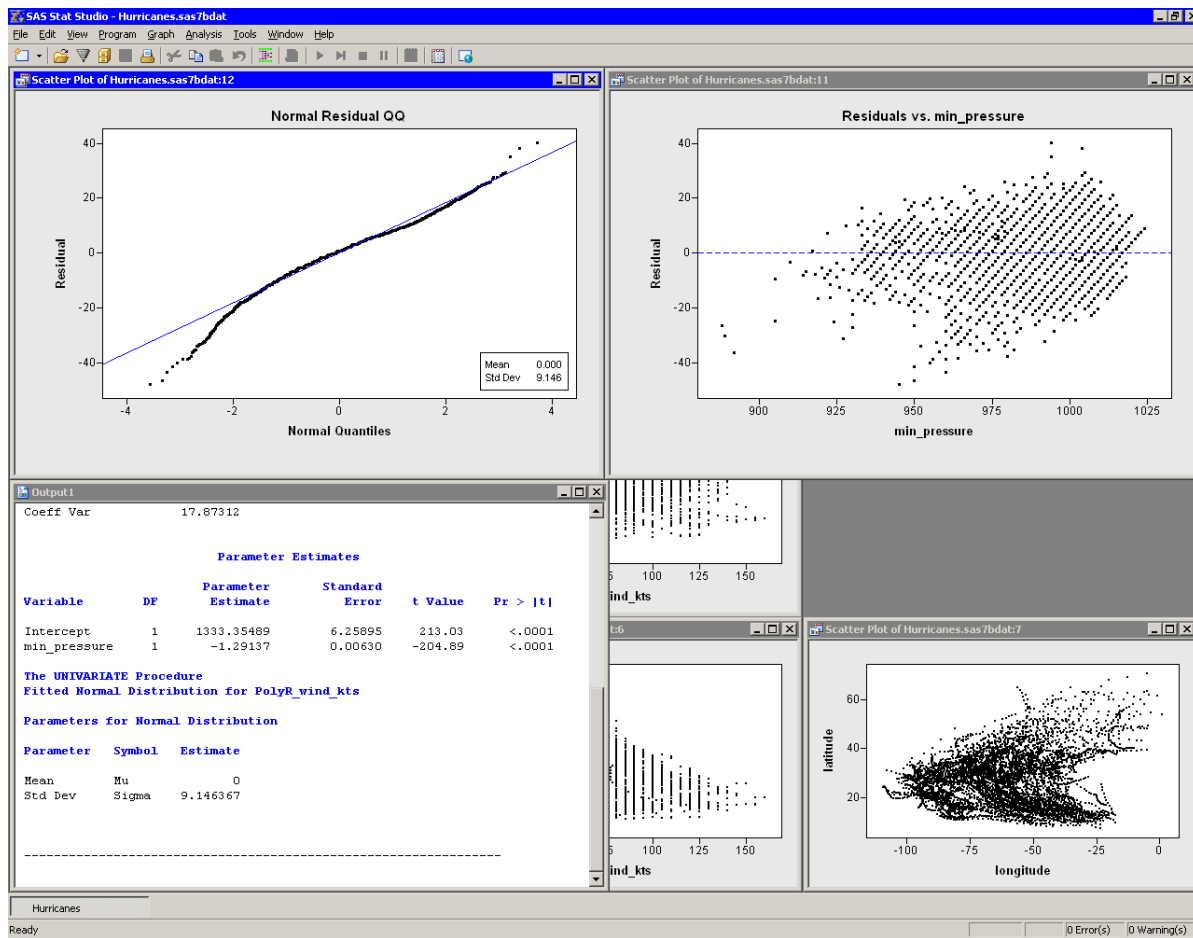 SAS Stat Studio - Hurricanes.sas7bdat
File Edit View Program Graph Analysis Tools Window Help
Scatter Plot of Hurricanes.sas7bdat:12
Normal Residual QQ
40
20
0
-20
-40
Residual
Mean 0.000
Std Dev 9.146
-4 -2 0 2 4
Normal Quantiles
Scatter Plot of Hurricanes.sas7bdat:11
Residuals vs. min_pressure
40
20
0
-20
-40
Residual
900 925 950 975 1000 1025
min_pressure
Output1
Coeff Var 17.87312
Parameter Estimates
Parameter Standard
Variable DF Estimate Error t Value Pr > |t|
Intercept 1 1333.35489 6.25895 213.03 <.0001
min_pressure 1 -1.29137 0.00630 -204.89 <.0001
The UNIVARIATE Procedure
Fitted Normal Distribution for PolyR_wind_kts
Parameters for Normal Distribution
Parameter Symbol Estimate
Mean Mu 0
Std Dev Sigma 9.146367
100 125 150
ind_kts
t:6
100 125 150
ind_kts
Scatter Plot of Hurricanes.sas7bdat:7
60
40
20
latitude
-100 -75 -50 -25 0
longitude
Hurricanes
Ready 0 Error(s) 0 Warning(s)